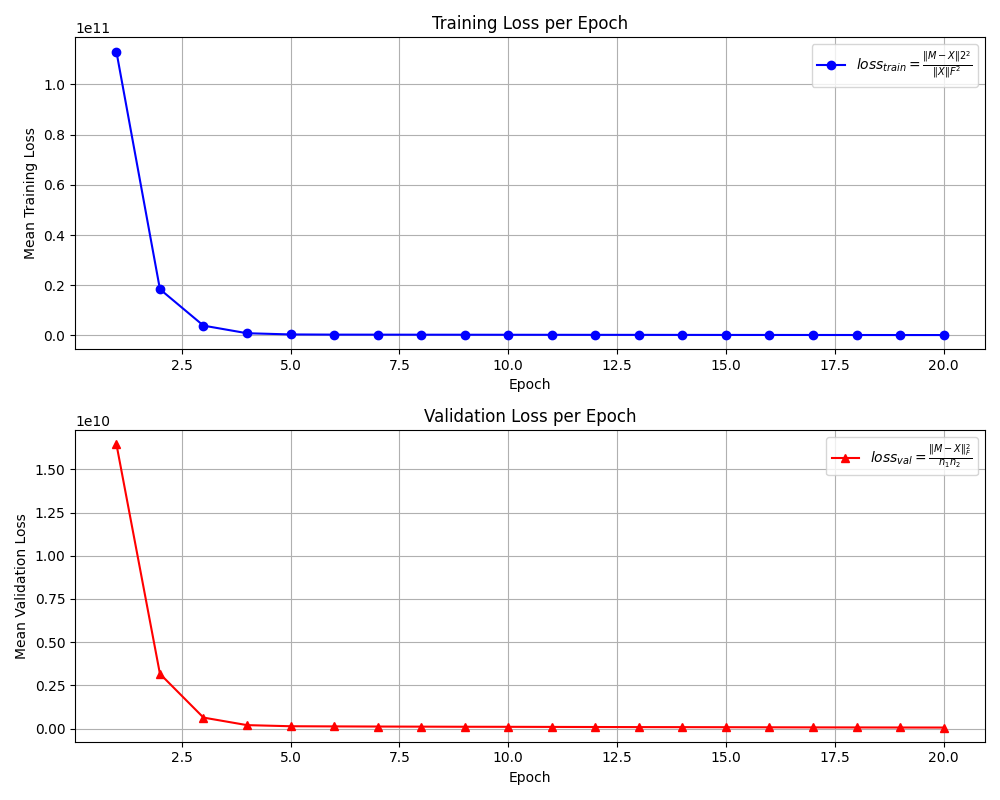 Training Loss per Epoch
1e11
loss_train = ‖M − X‖2² / ‖X‖F²
Mean Training Loss
1.0
0.8
0.6
0.4
0.2
0.0
2.5 5.0 7.5 10.0 12.5 15.0 17.5 20.0
Epoch
Validation Loss per Epoch
1e10
loss_val = ‖M − X‖²_F / n₁n₂
Mean Validation Loss
1.50
1.25
1.00
0.75
0.50
0.25
0.00
2.5 5.0 7.5 10.0 12.5 15.0 17.5 20.0
Epoch